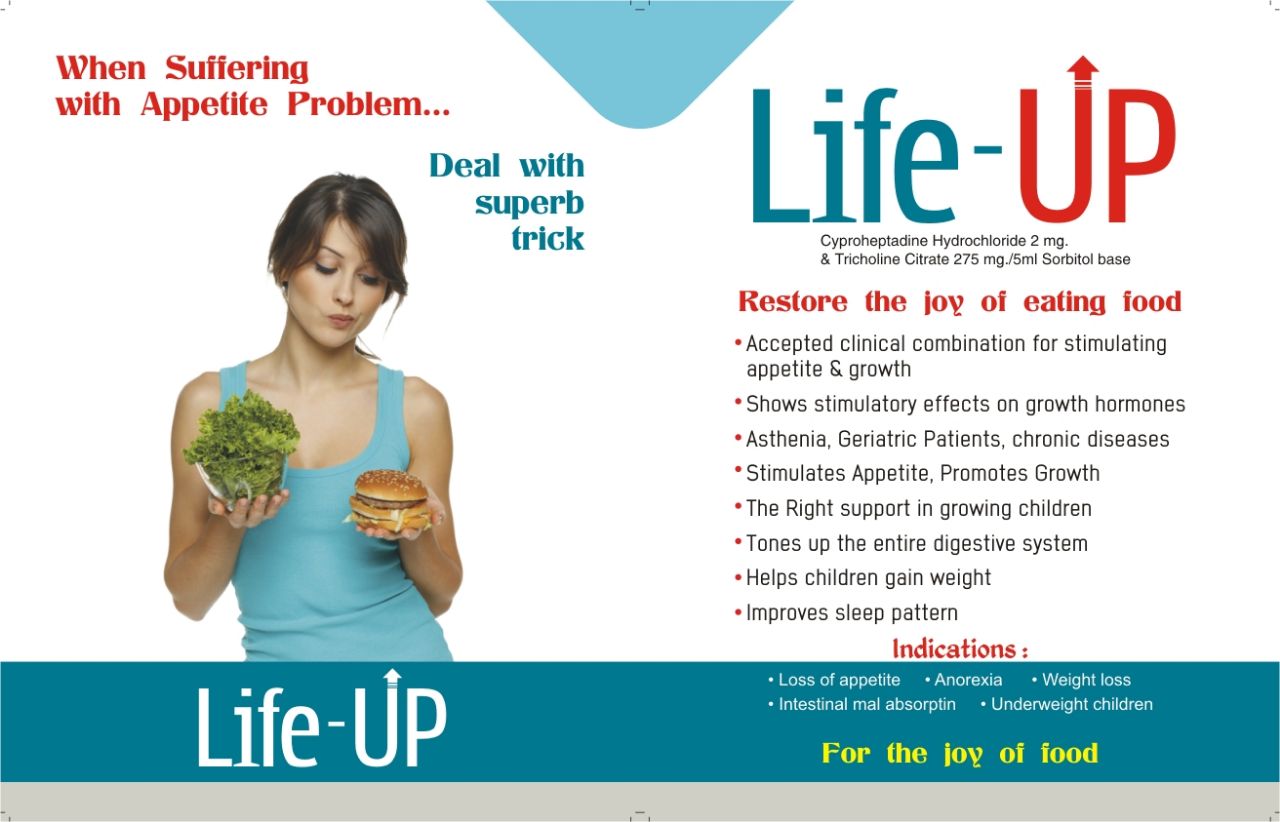 When Suffering
with Appetite Problem...
Deal with
superb
trick
Life-UP
Life-UP
Cyproheptadine Hydrochloride 2 mg.
& Tricholine Citrate 275 mg./5ml Sorbitol base
Restore the joy of eating food
• Accepted clinical combination for stimulating
appetite & growth
• Shows stimulatory effects on growth hormones
• Asthenia, Geriatric Patients, chronic diseases
• Stimulates Appetite, Promotes Growth
• The Right support in growing children
• Tones up the entire digestive system
• Helps children gain weight
• Improves sleep pattern
Indications :
• Loss of appetite • Anorexia • Weight loss
• Intestinal mal absorptin • Underweight children
For the joy of food